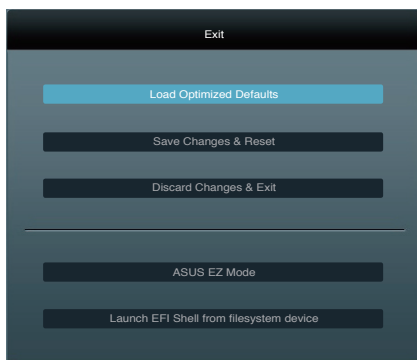 Exit
Load Optimized Defaults
Save Changes & Reset
Discard Changes & Exit
ASUS EZ Mode
Launch EFI Shell from filesystem device